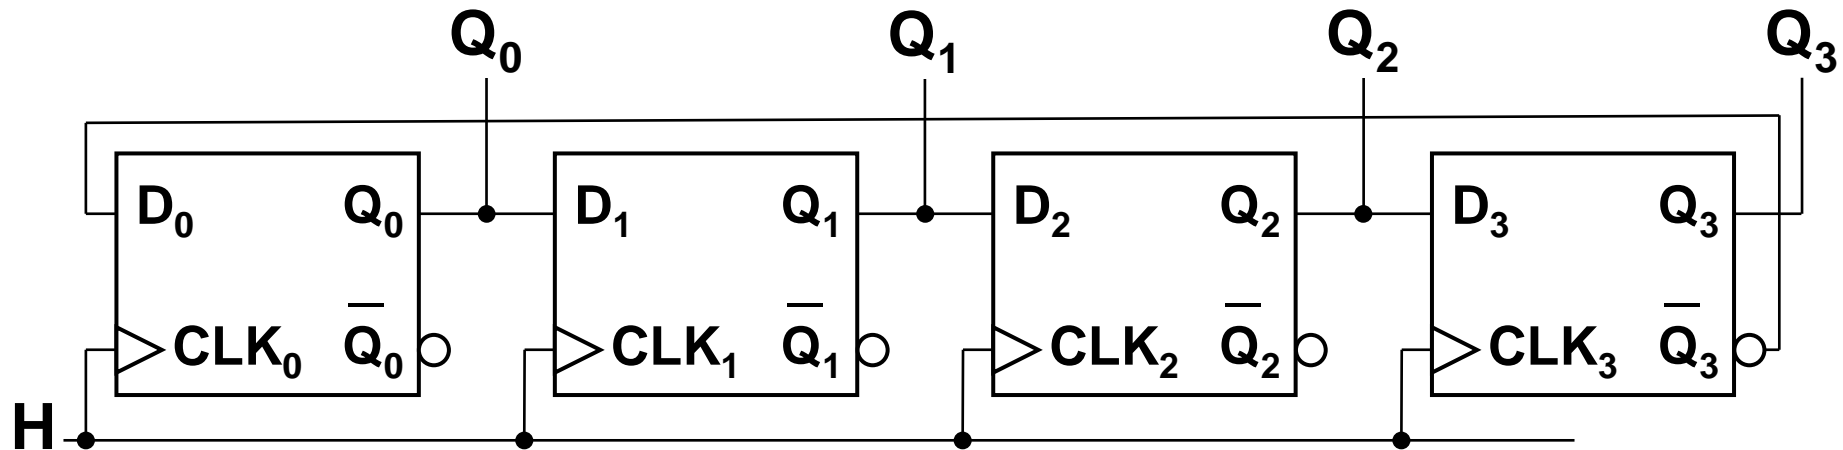 Q₀ Q₁ Q₂ Q₃
D₀ Q₀ D₁ Q₁ D₂ Q₂ D₃ Q₃
CLK₀ Q̅₀ CLK₁ Q̅₁ CLK₂ Q̅₂ CLK₃ Q̅₃
H